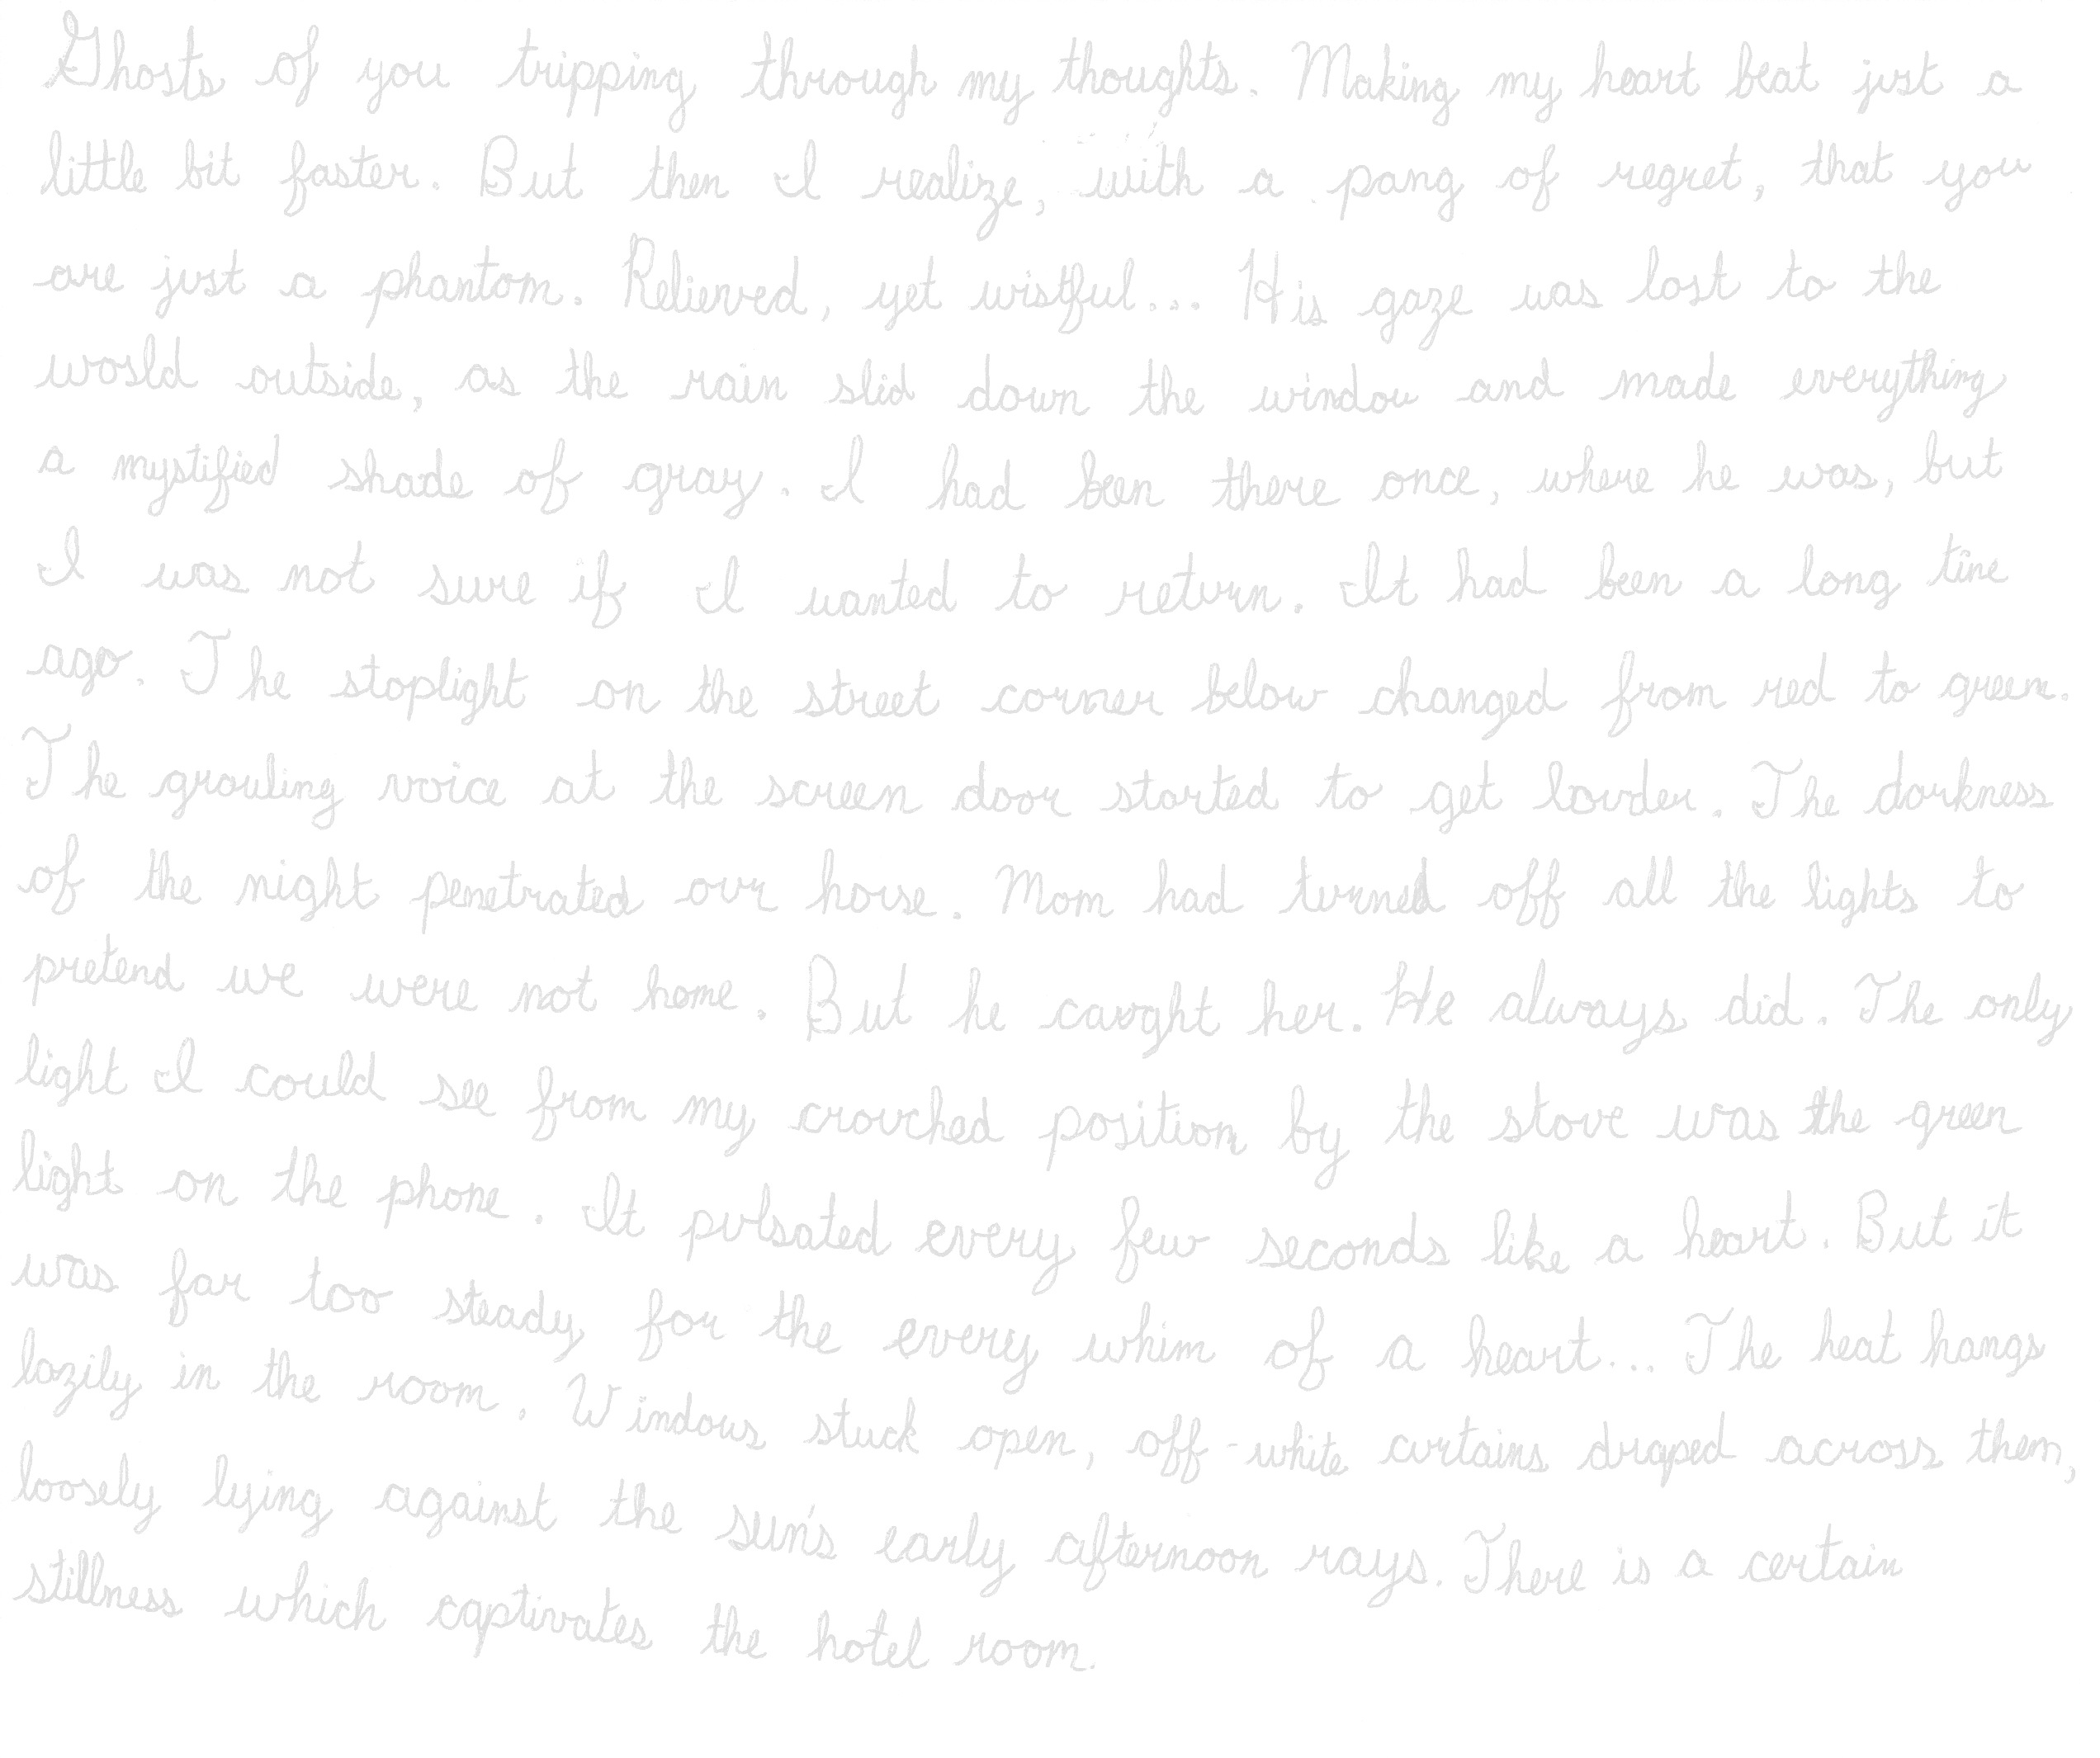 Ghosts of you tripping through my thoughts. Making my heart beat just a
little bit faster. But then I realize, with a pang of regret, that you
are just a phantom. Relieved, yet wistful... His gaze was lost to the
world outside, as the rain slid down the window and made everything
a mystified shade of gray. I had been there once, where he was, but
I was not sure if I wanted to return. It had been a long time
ago. The stoplight on the street corner below changed from red to green.
The growling voice at the screen door started to get louder. The darkness
of the night penetrated our house. Mom had turned off all the lights to
pretend we were not home. But he caught her. He always did. The only
light I could see from my crouched position by the stove was the green
light on the phone. It pulsated every few seconds like a heart. But it
was far too steady for the every whim of a heart... The heat hangs
lazily in the room. Windows stuck open, off-white curtains draped across them,
loosely lying against the sun's early afternoon rays. There is a certain
stillness which captivates the hotel room.